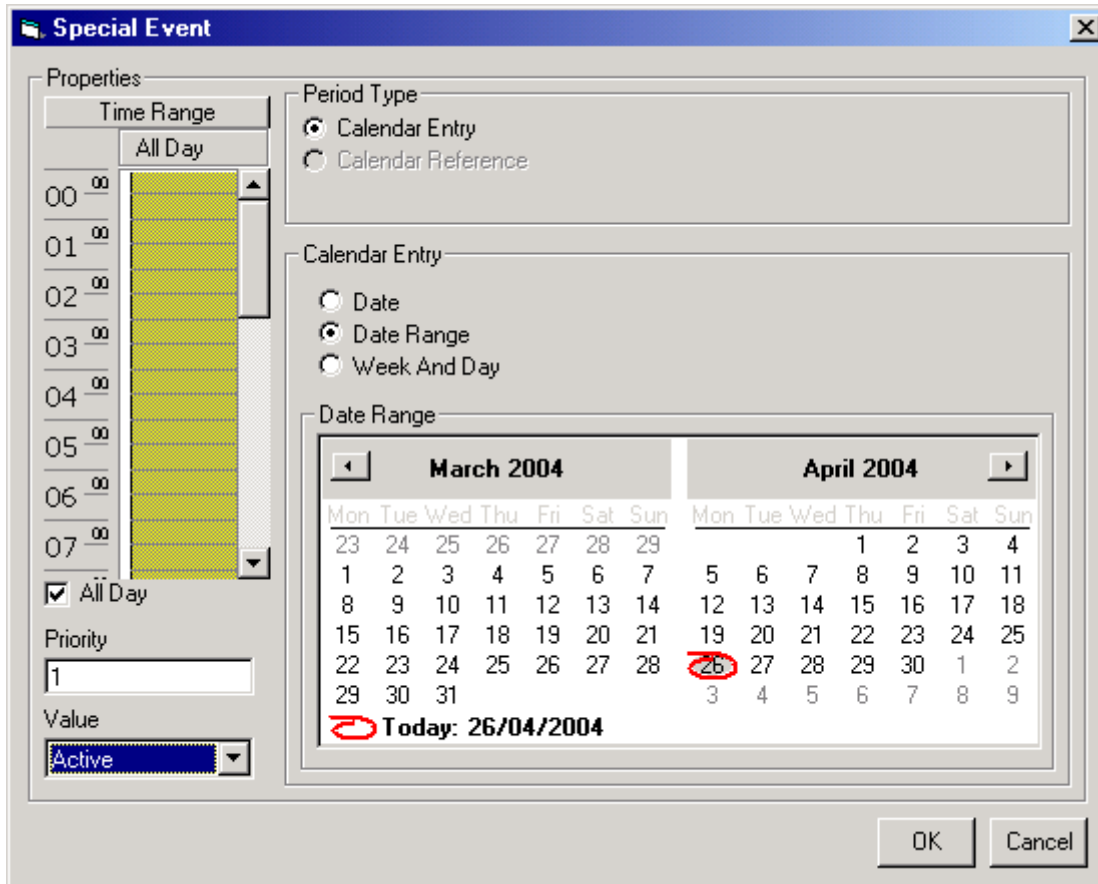 Special Event
Properties
Time Range
All Day
00 00
01 00
02 00
03 00
04 00
05 00
06 00
07 00
All Day
Priority
1
Value
Active
Period Type
Calendar Entry
Calendar Reference
Calendar Entry
Date
Date Range
Week And Day
Date Range
March 2004
Mon Tue Wed Thu Fri Sat Sun
23 24 25 26 27 28 29
1 2 3 4 5 6 7
8 9 10 11 12 13 14
15 16 17 18 19 20 21
22 23 24 25 26 27 28
29 30 31
April 2004
Mon Tue Wed Thu Fri Sat Sun
1 2 3 4
5 6 7 8 9 10 11
12 13 14 15 16 17 18
19 20 21 22 23 24 25
26 27 28 29 30 1 2
3 4 5 6 7 8 9
Today: 26/04/2004
OK
Cancel